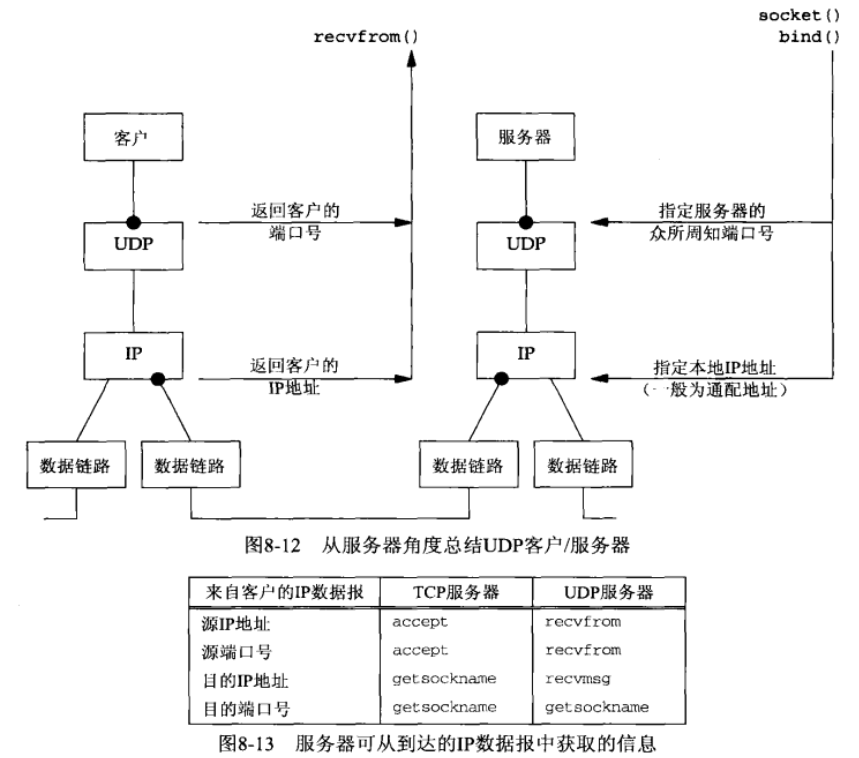 socket()
recvfrom()
bind()
客户
服务器
返回客户的
端口号
指定服务器的
众所周知端口号
UDP
UDP
IP
IP
返回客户的
IP地址
指定本地IP地址
（一般为通配地址）
数据链路
数据链路
数据链路
数据链路
图8-12 从服务器角度总结UDP客户/服务器
来自客户的IP数据报 TCP服务器 UDP服务器
源IP地址 accept recvfrom
源端口号 accept recvfrom
目的IP地址 getsockname recvmsg
目的端口号 getsockname getsockname
图8-13 服务器可从到达的IP数据报中获取的信息